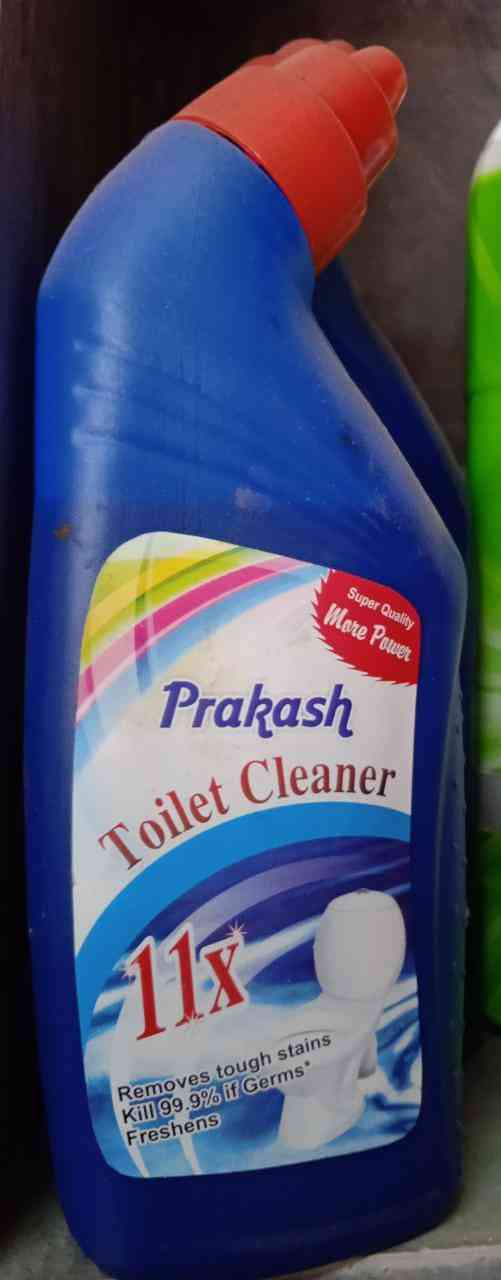 Super Quality
More Power
Prakash
Toilet Cleaner
11x
Removes tough stains
Kill 99.9% if Germs*
Freshens